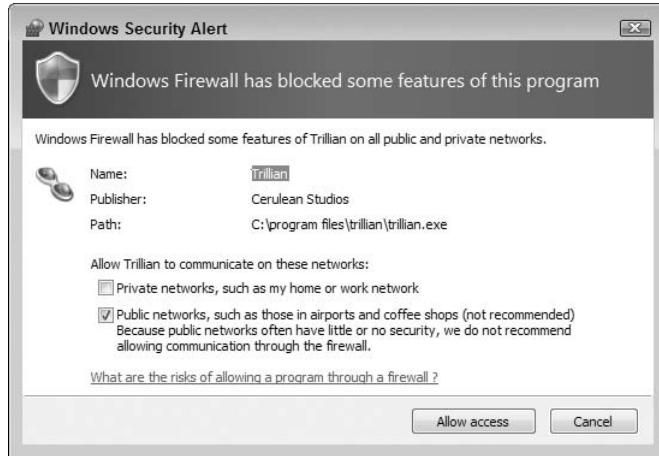 Windows Security Alert
Windows Firewall has blocked some features of this program
Windows Firewall has blocked some features of Trillian on all public and private networks.
Name: Trillian
Publisher: Cerulean Studios
Path: C:\program files\trillian\trillian.exe
Allow Trillian to communicate on these networks:
Private networks, such as my home or work network
Public networks, such as those in airports and coffee shops (not recommended)
Because public networks often have little or no security, we do not recommend
allowing communication through the firewall.
What are the risks of allowing a program through a firewall ?
Allow access Cancel